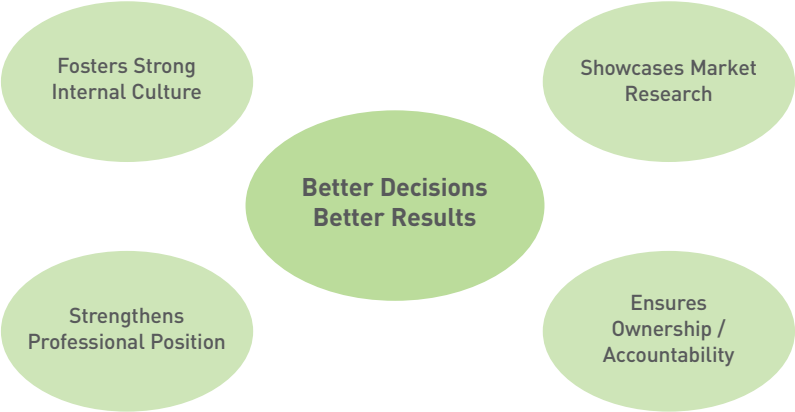 Fosters Strong
Internal Culture
Showcases Market
Research
Better Decisions
Better Results
Strengthens
Professional Position
Ensures
Ownership /
Accountability